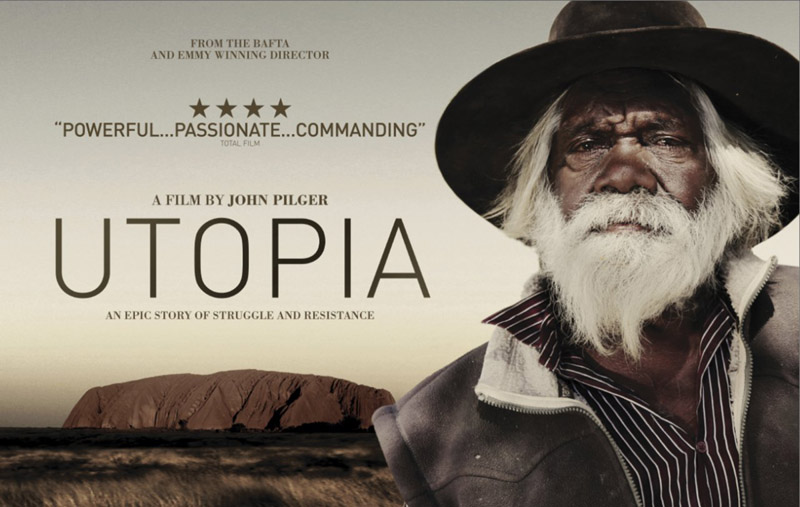 FROM THE BAFTA
AND EMMY WINNING DIRECTOR
“POWERFUL...PASSIONATE...COMMANDING”
TOTAL FILM
A FILM BY JOHN PILGER
UTOPIA
AN EPIC STORY OF STRUGGLE AND RESISTANCE